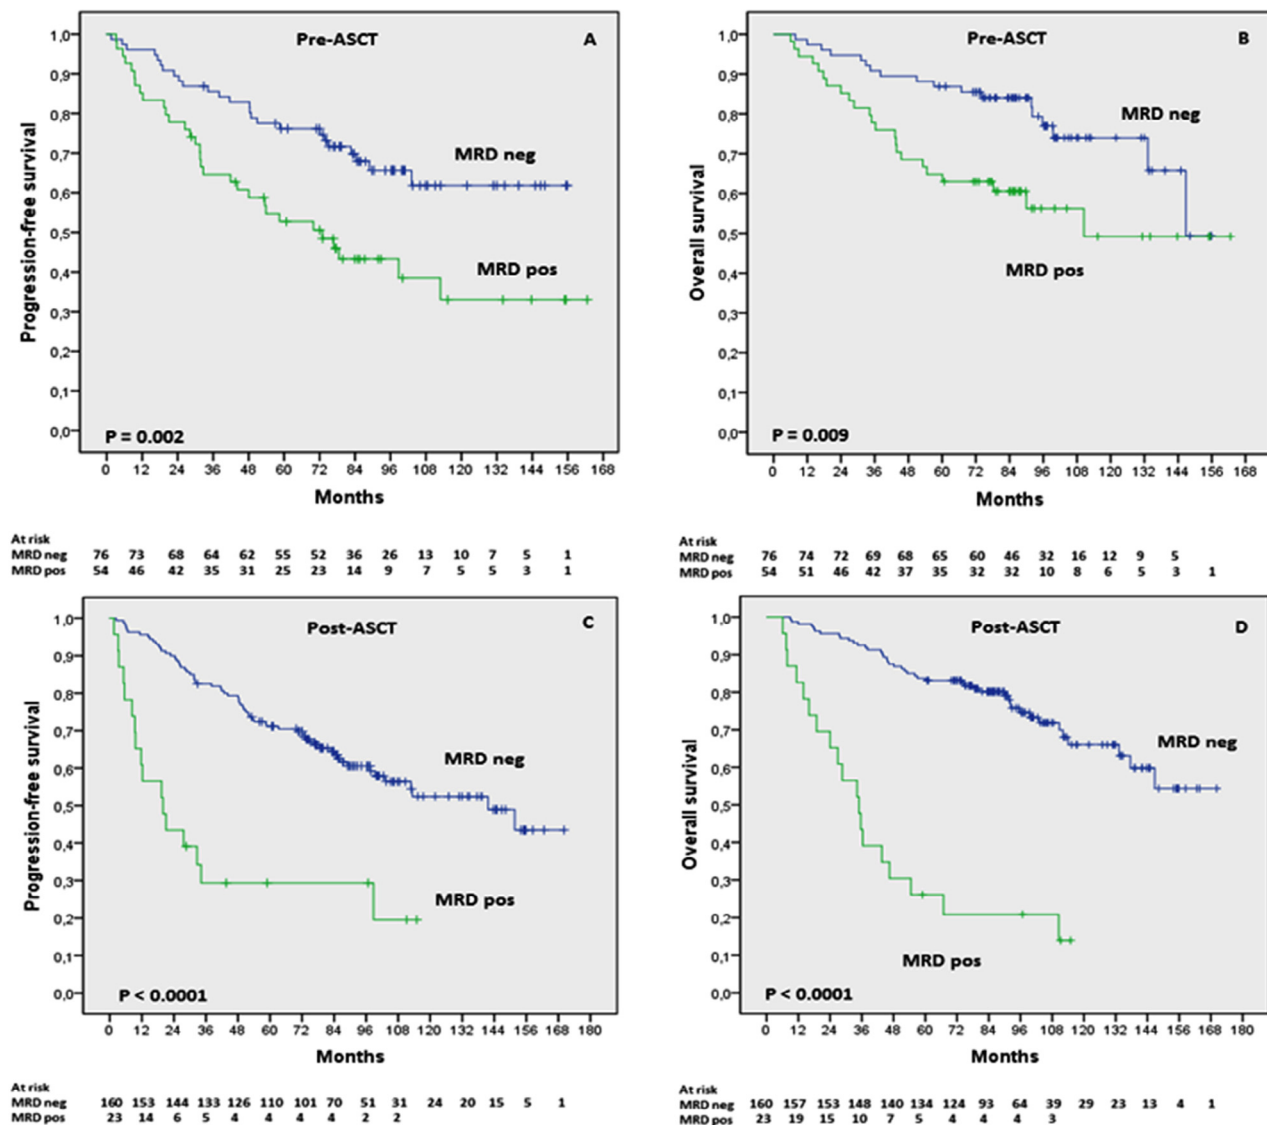 Pre-ASCT A
Progression-free survival
1,0
0,9
0,8
0,7
0,6
0,5
0,4
0,3
0,2
0,1
0,0
MRD neg
MRD pos
P = 0.002
0 12 24 36 48 60 72 84 96 108 120 132 144 156 168
Months
At risk
MRD neg 76 73 68 64 62 55 52 36 26 13 10 7 5 1
MRD pos 54 46 42 35 31 25 23 14 9 7 5 5 3 1
Pre-ASCT B
Overall survival
1,0
0,9
0,8
0,7
0,6
0,5
0,4
0,3
0,2
0,1
0,0
MRD neg
MRD pos
P = 0.009
0 12 24 36 48 60 72 84 96 108 120 132 144 156 168
Months
At risk
MRD neg 76 74 72 69 68 65 60 46 32 16 12 9 5
MRD pos 54 51 46 42 37 35 32 32 10 8 6 5 3 1
Post-ASCT C
Progression-free survival
1,0
0,9
0,8
0,7
0,6
0,5
0,4
0,3
0,2
0,1
0,0
MRD neg
MRD pos
P < 0.0001
0 12 24 36 48 60 72 84 96 108 120 132 144 156 168 180
Months
At risk
MRD neg 160 153 144 133 126 110 101 70 51 31 24 20 15 5 1
MRD pos 23 14 6 5 4 4 4 4 2 2
Post-ASCT D
Overall survival
1,0
0,9
0,8
0,7
0,6
0,5
0,4
0,3
0,2
0,1
0,0
MRD neg
MRD pos
P < 0.0001
0 12 24 36 48 60 72 84 96 108 120 132 144 156 168 180
Months
At risk
MRD neg 160 157 153 148 140 134 124 93 64 39 29 23 13 4 1
MRD pos 23 19 15 10 7 5 4 4 4 3